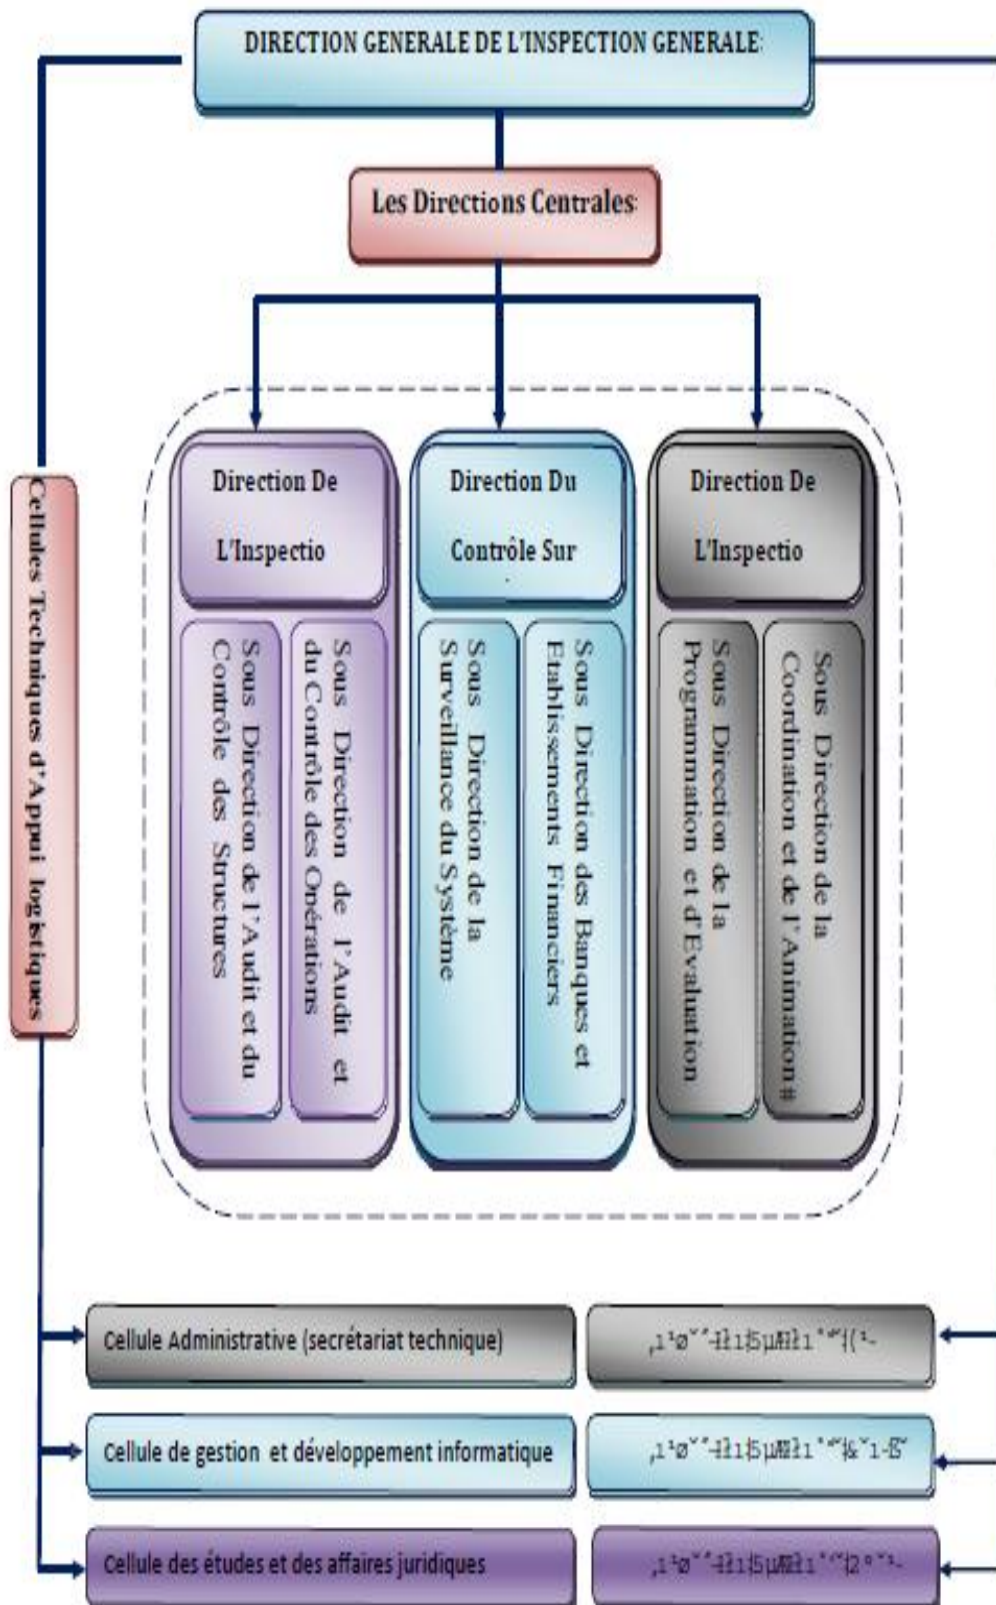 DIRECTION GENERALE DE L'INSPECTION GENERALE:
Les Directions Centrales:
Cellules Techniques d'Appui logistiques
Direction De
L'Inspectio
Sous Direction de l'Audit et du
Contrôle des Structures
Sous Direction de l'Audit et
du Contrôle des Opérations
Direction Du
Contrôle Sur
Sous Direction de la
Surveillance du Système
Sous Direction des Banques et
Etablissements Financiers
Direction De
L'Inspectio
Sous Direction de la
Programmation et d'Evaluation
Sous Direction de la
Coordination et de l'Animation#
Cellule Administrative (secrétariat technique)
Cellule de gestion et développement informatique
Cellule des études et des affaires juridiques